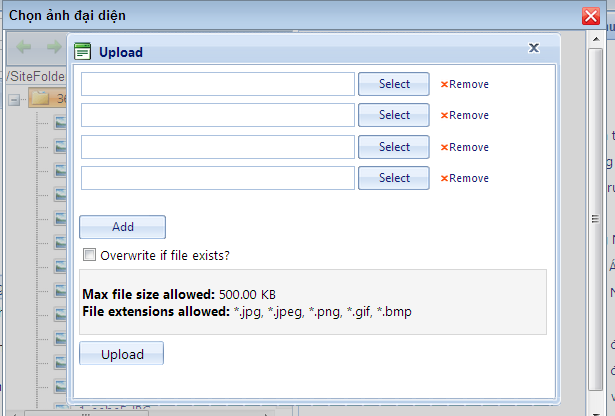 Chọn ảnh đại diện
Upload
/SiteFolde
Select Remove
Select Remove
Select Remove
Select Remove
Add
Overwrite if file exists?
Max file size allowed: 500.00 KB
File extensions allowed: *.jpg, *.jpeg, *.png, *.gif, *.bmp
Upload